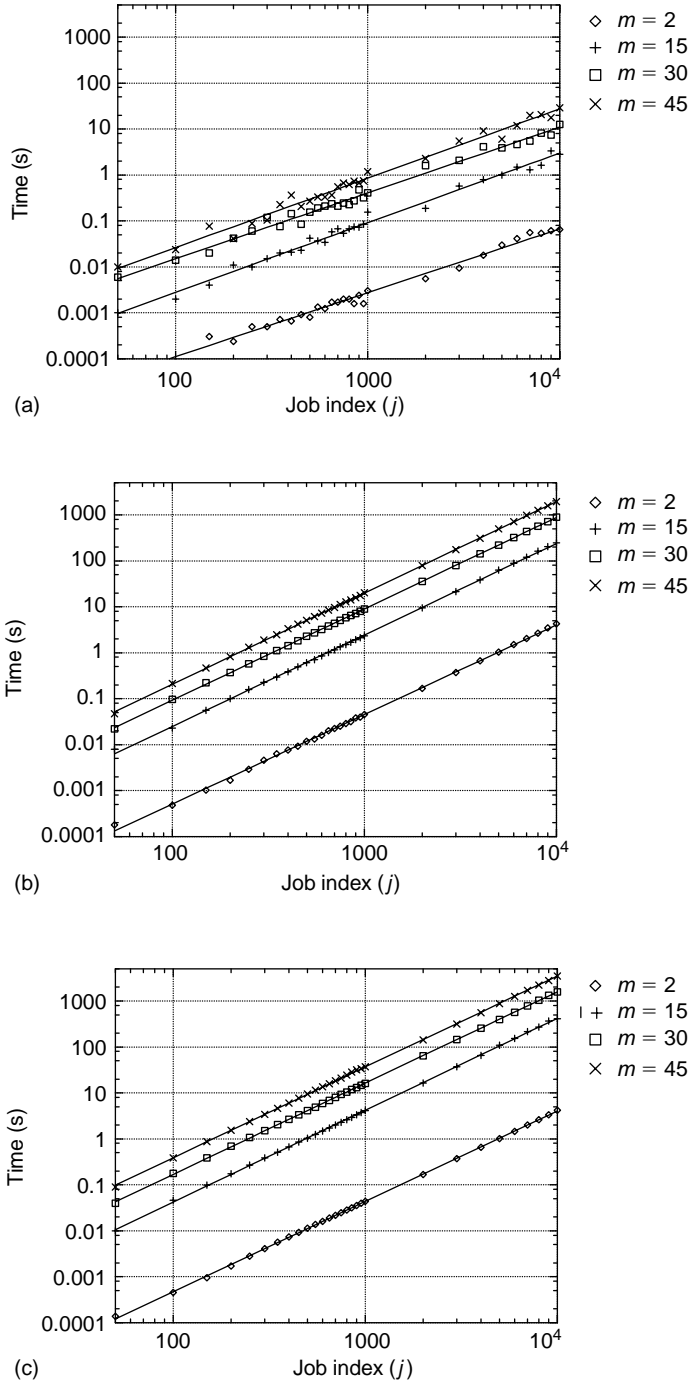 1000
100
10
1
0.1
0.01
0.001
0.0001
Time (s)
100
1000
10⁴
Job index (j)
m = 2
m = 15
m = 30
m = 45
(a)
1000
100
10
1
0.1
0.01
0.001
0.0001
Time (s)
100
1000
10⁴
Job index (j)
m = 2
m = 15
m = 30
m = 45
(b)
1000
100
10
1
0.1
0.01
0.001
0.0001
Time (s)
100
1000
10⁴
Job index (j)
m = 2
m = 15
m = 30
m = 45
(c)